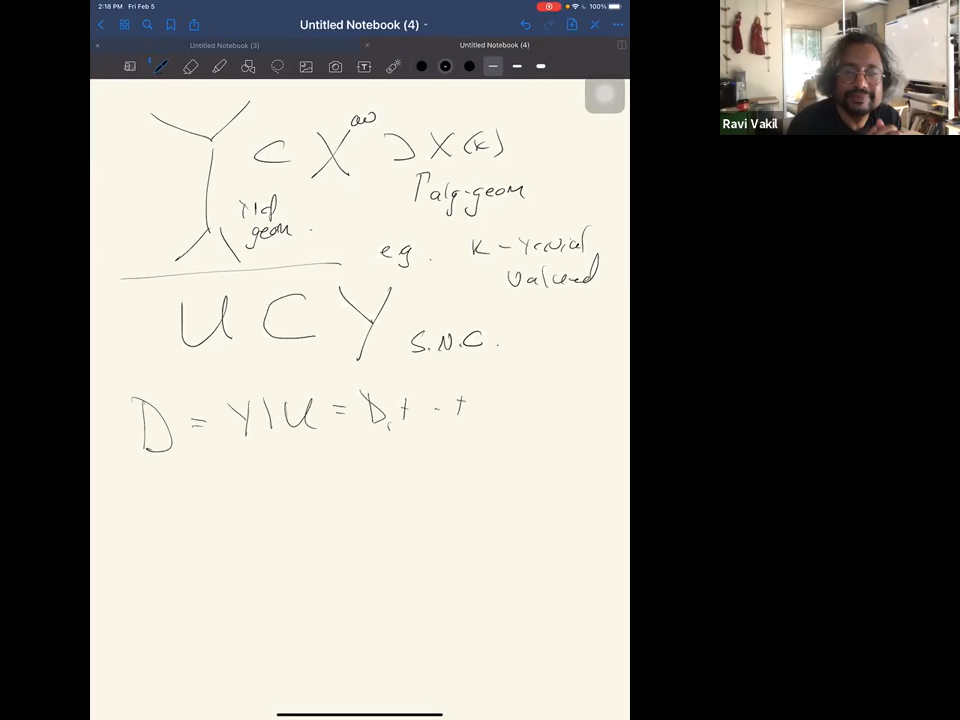 2:18 PM Fri Feb 5
100%
Untitled Notebook (4)
Untitled Notebook (3)
Untitled Notebook (4)
Y ⊂ X^an ⊃ X(K)
geom.
alg-geom
e.g. K-trivial
valued
U ⊂ Y S.N.C.
D = Y \ U = D₁ + .. +
Ravi Vakil